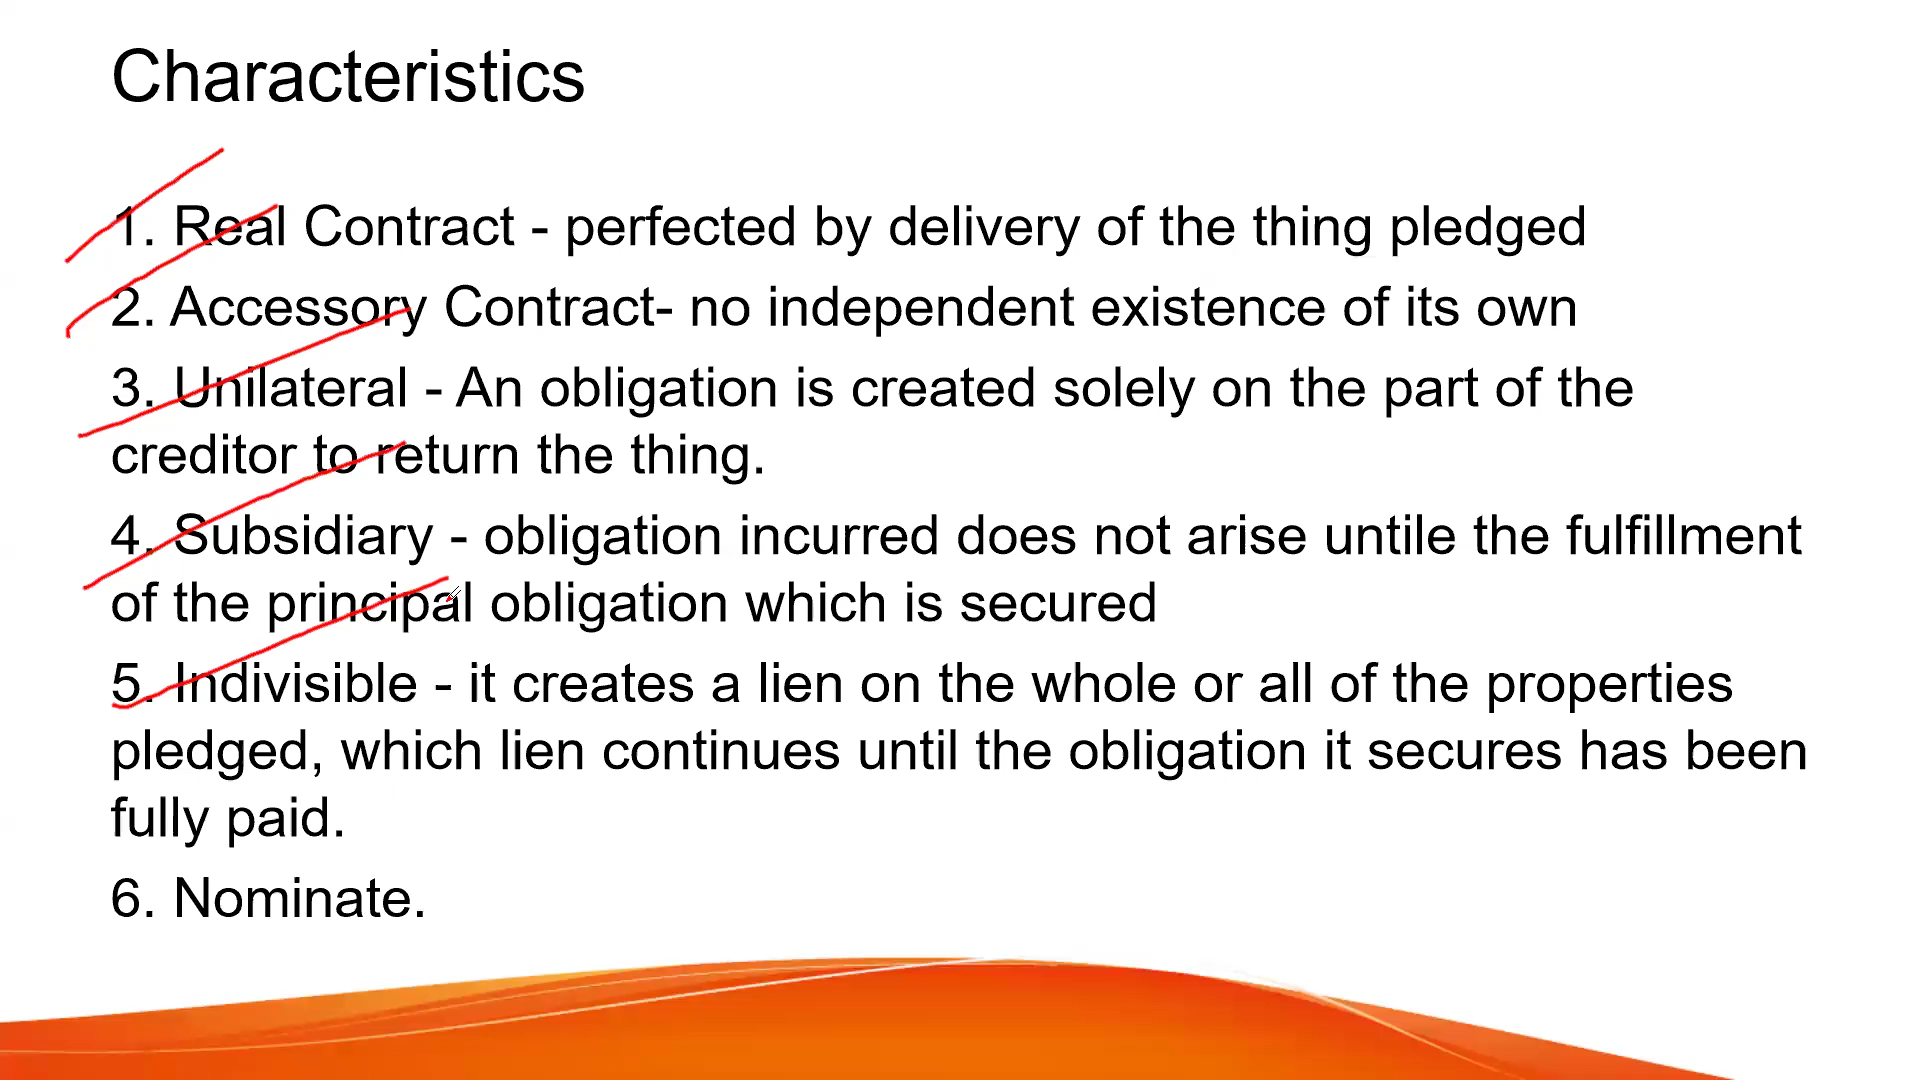 Characteristics
1. Real Contract - perfected by delivery of the thing pledged
2. Accessory Contract- no independent existence of its own
3. Unilateral - An obligation is created solely on the part of the
creditor to return the thing.
4. Subsidiary - obligation incurred does not arise untile the fulfillment
of the principal obligation which is secured
5. Indivisible - it creates a lien on the whole or all of the properties
pledged, which lien continues until the obligation it secures has been
fully paid.
6. Nominate.